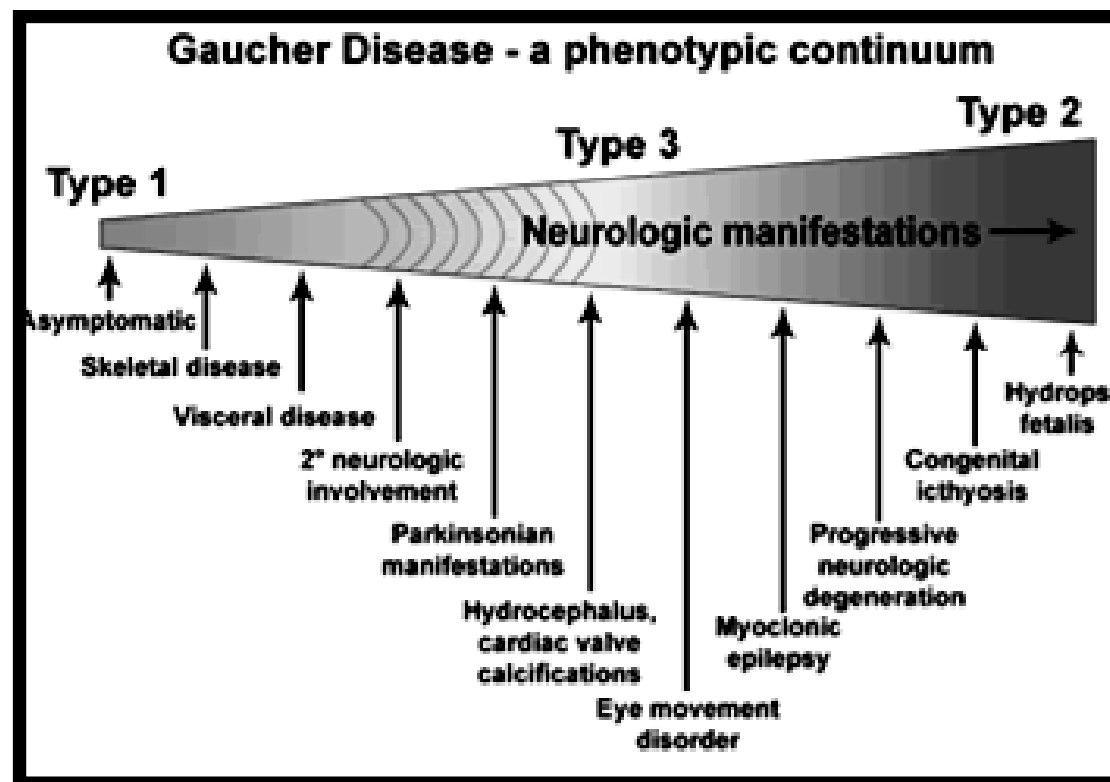 Gaucher Disease - a phenotypic continuum
Type 1
Type 3
Type 2
Neurologic manifestations
Asymptomatic
Skeletal disease
Visceral disease
2° neurologic
involvement
Parkinsonian
manifestations
Hydrocephalus,
cardiac valve
calcifications
Eye movement
disorder
Myoclonic
epilepsy
Progressive
neurologic
degeneration
Congenital
icthyosis
Hydrops
fetalis